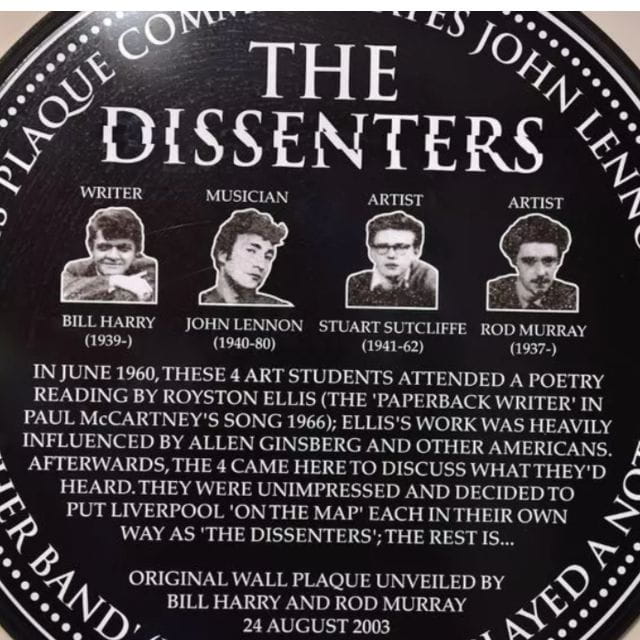 PLAQUE COMM
JOHN LENN
THE
DISSENTERS
WRITER
MUSICIAN
ARTIST
ARTIST
BILL HARRY
(1939-)
JOHN LENNON
(1940-80)
STUART SUTCLIFFE
(1941-62)
ROD MURRAY
(1937-)
IN JUNE 1960, THESE 4 ART STUDENTS ATTENDED A POETRY
READING BY ROYSTON ELLIS (THE 'PAPERBACK WRITER' IN
PAUL McCARTNEY'S SONG 1966); ELLIS'S WORK WAS HEAVILY
INFLUENCED BY ALLEN GINSBERG AND OTHER AMERICANS.
AFTERWARDS, THE 4 CAME HERE TO DISCUSS WHAT THEY'D
HEARD. THEY WERE UNIMPRESSED AND DECIDED TO
PUT LIVERPOOL 'ON THE MAP' EACH IN THEIR OWN
WAY AS 'THE DISSENTERS'; THE REST IS...
ORIGINAL WALL PLAQUE UNVEILED BY
BILL HARRY AND ROD MURRAY
24 AUGUST 2003
HER BAND'
AYED A NOT